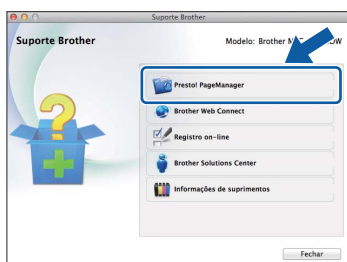 Suporte Brother
Suporte Brother
Modelo: Brother
Presto! PageManager
Brother Web Connect
Registro on-line
Brother Solutions Center
Informações de suprimentos
Fechar